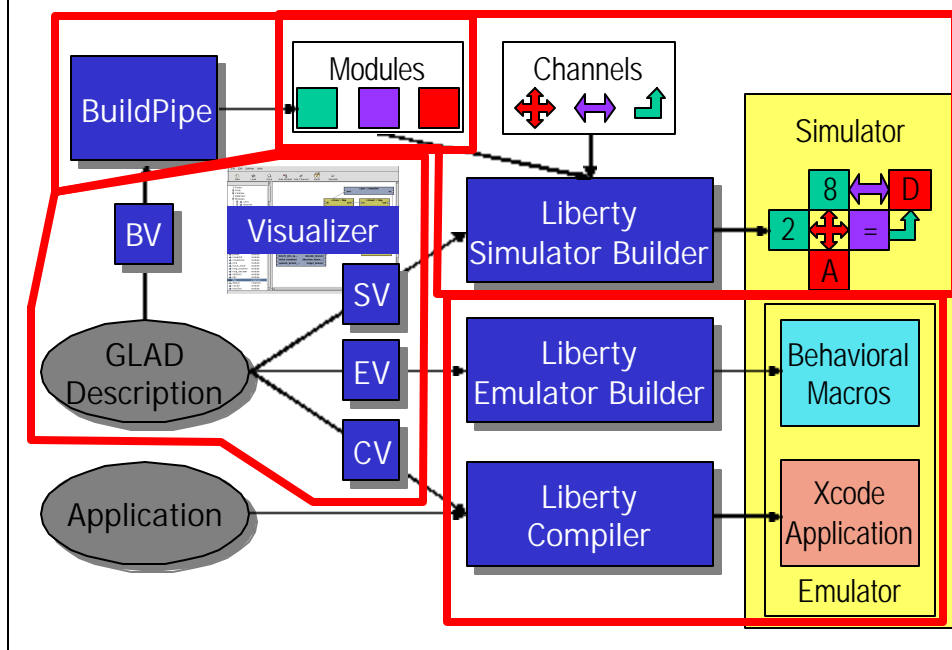 Modules
Channels
BuildPipe
Simulator
8
D
2
=
A
BV
Visualizer
Liberty
Simulator Builder
SV
GLAD
Description
EV
Liberty
Emulator Builder
Behavioral
Macros
CV
Application
Liberty
Compiler
Xcode
Application
Emulator